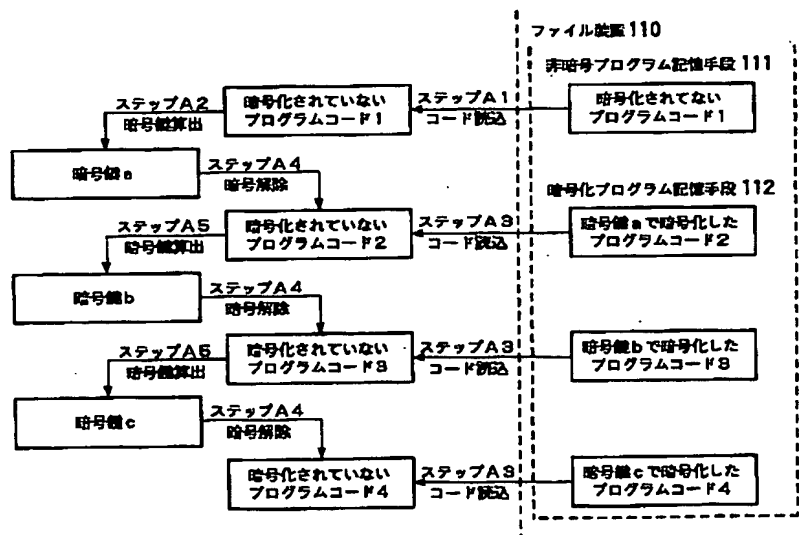 ファイル装置110
非暗号プログラム記憶手段111
ステップA2
暗号鍵算出
暗号化されていない
プログラムコード1
ステップA1
コード読込
暗号化されてない
プログラムコード1
暗号鍵a
ステップA4
暗号解除
暗号化プログラム記憶手段112
ステップA5
暗号鍵算出
暗号化されていない
プログラムコード2
ステップA3
コード読込
暗号鍵aで暗号化した
プログラムコード2
暗号鍵b
ステップA4
暗号解除
ステップA5
暗号鍵算出
暗号化されていない
プログラムコード3
ステップA3
コード読込
暗号鍵bで暗号化した
プログラムコード3
暗号鍵c
ステップA4
暗号解除
暗号化されていない
プログラムコード4
ステップA3
コード読込
暗号鍵cで暗号化した
プログラムコード4